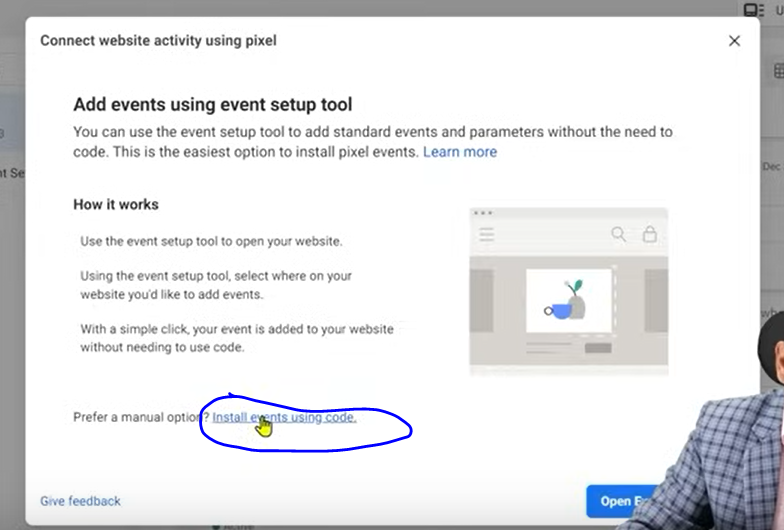 Connect website activity using pixel
Add events using event setup tool
You can use the event setup tool to add standard events and parameters without the need to
code. This is the easiest option to install pixel events. Learn more
How it works
Use the event setup tool to open your website.
Using the event setup tool, select where on your
website you'd like to add events.
With a simple click, your event is added to your website
without needing to use code.
Prefer a manual option? Install events using code.
Give feedback
Open
Dec
Active